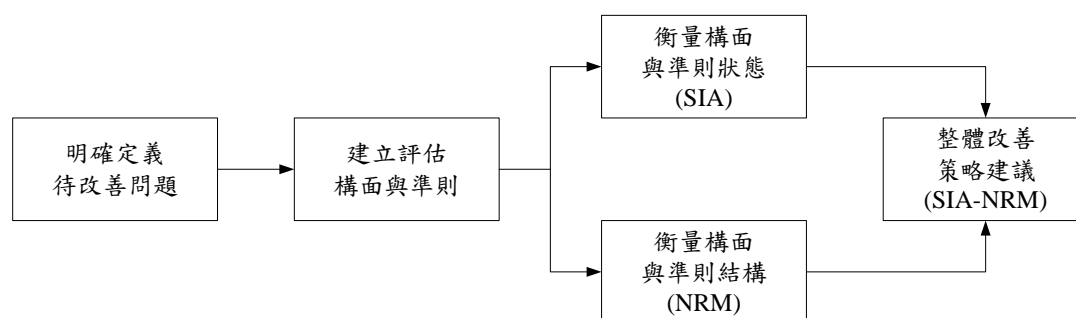 明確定義
待改善問題
建立評估
構面與準則
衡量構面
與準則狀態
(SIA)
衡量構面
與準則結構
(NRM)
整體改善
策略建議
(SIA-NRM)